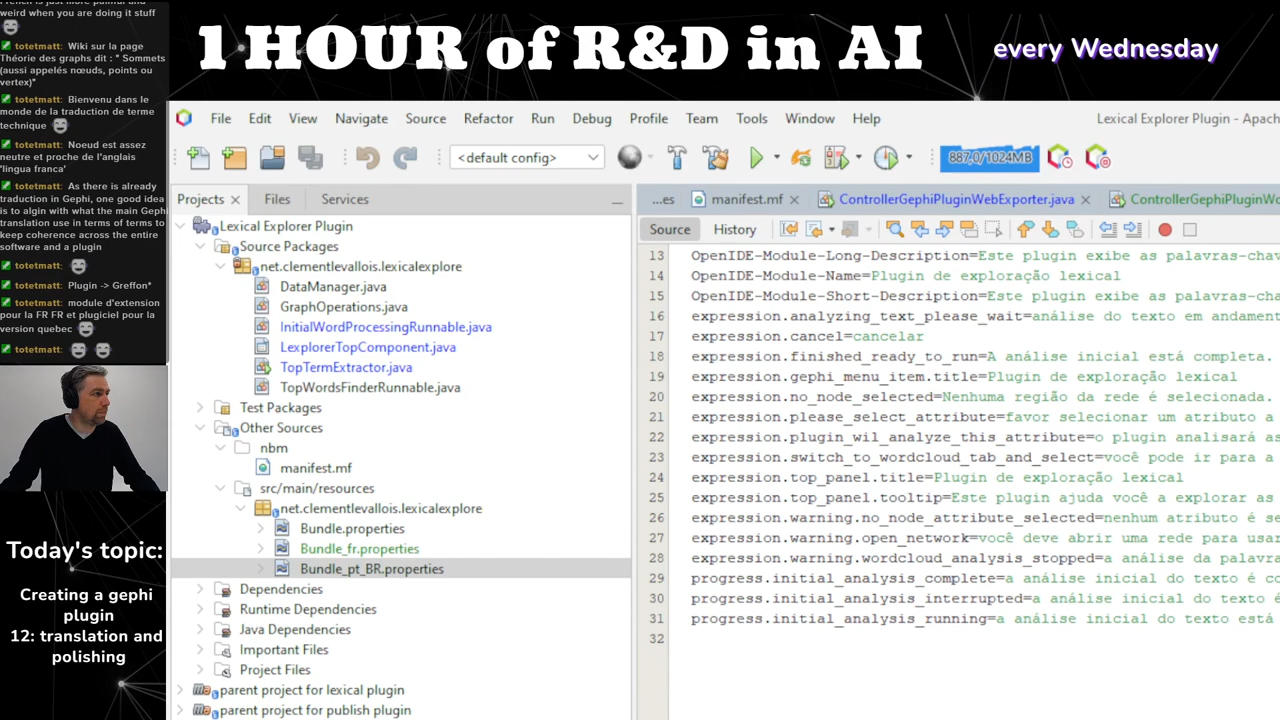 1 HOUR of R&D in AI
every Wednesday
weird when you are doing it stuff
totetmatt: Wiki sur la page
Théorie des graphs dit : " Sommets
(aussi appelés nœuds, points ou
vertex)"
totetmatt: Bienvenu dans le
monde de la traduction de terme
technique
totetmatt: Noeud est assez
neutre et proche de l'anglais
'lingua franca'
totetmatt: As there is already
traduction in Gephi, one good idea
is to algin with what the main Geph
translation use in terms of terms to
keep coherence across the entire
software and a plugin
totetmatt:
totetmatt: Plugin -> Greffon*
totetmatt: module d'extension
pour la FR FR et plugiciel pour la
version quebec
totetmatt:
Today's topic:
Creating a gephi
plugin
12: translation and
polishing
File Edit View Navigate Source Refactor Run Debug Profile Team Tools Window Help
Lexical Explorer Plugin - Apach
<default config>
887,0/1024MB
Projects Files Services
Lexical Explorer Plugin
Source Packages
net.clementlevallois.lexicalexplore
DataManager.java
GraphOperations.java
InitialWordProcessingRunnable.java
LexplorerTopComponent.java
TopTermExtractor.java
TopWordsFinderRunnable.java
Test Packages
Other Sources
nbm
manifest.mf
src/main/resources
net.clementlevallois.lexicalexplore
Bundle.properties
Bundle_fr.properties
Bundle_pt_BR.properties
Dependencies
Runtime Dependencies
Java Dependencies
Important Files
Project Files
parent project for lexical plugin
parent project for publish plugin
...es manifest.mf ControllerGephiPluginWebExporter.java ControllerGephiPluginWo
Source History
13 OpenIDE-Module-Long-Description=Este plugin exibe as palavras-chav
14 OpenIDE-Module-Name=Plugin de exploração lexical
15 OpenIDE-Module-Short-Description=Este plugin exibe as palavras-cha
16 expression.analyzing_text_please_wait=análise do texto em andament
17 expression.cancel=cancelar
18 expression.finished_ready_to_run=A análise inicial está completa.
19 expression.gephi_menu_item.title=Plugin de exploração lexical
20 expression.no_node_selected=Nenhuma região da rede é selecionada.
21 expression.please_select_attribute=favor selecionar um atributo a
22 expression.plugin_wil_analyze_this_attribute=o plugin analisará as
23 expression.switch_to_wordcloud_tab_and_select=você pode ir para a
24 expression.top_panel.title=Plugin de exploração lexical
25 expression.top_panel.tooltip=Este plugin ajuda você a explorar as
26 expression.warning.no_node_attribute_selected=nenhum atributo é se
27 expression.warning.open_network=você deve abrir uma rede para usar
28 expression.warning.wordcloud_analysis_stopped=a análise da palavra
29 progress.initial_analysis_complete=a análise inicial do texto é co
30 progress.initial_analysis_interrupted=a análise inicial do texto é
31 progress.initial_analysis_running=a análise inicial do texto está
32